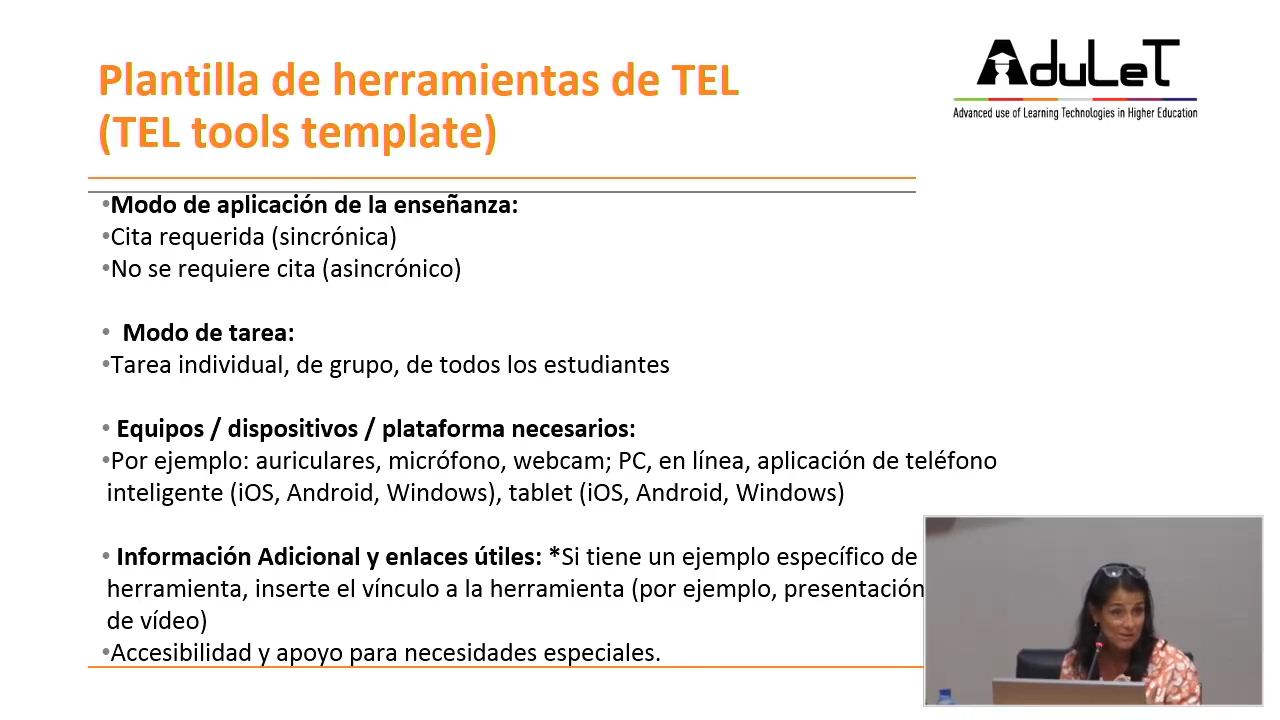 Plantilla de herramientas de TEL
(TEL tools template)
AduLeT
Advanced use of Learning Technologies in Higher Education
•Modo de aplicación de la enseñanza:
•Cita requerida (sincrónica)
•No se requiere cita (asincrónico)
• Modo de tarea:
•Tarea individual, de grupo, de todos los estudiantes
• Equipos / dispositivos / plataforma necesarios:
•Por ejemplo: auriculares, micrófono, webcam; PC, en línea, aplicación de teléfono
inteligente (iOS, Android, Windows), tablet (iOS, Android, Windows)
• Información Adicional y enlaces útiles: *Si tiene un ejemplo específico de
herramienta, inserte el vínculo a la herramienta (por ejemplo, presentación
de vídeo)
•Accesibilidad y apoyo para necesidades especiales.